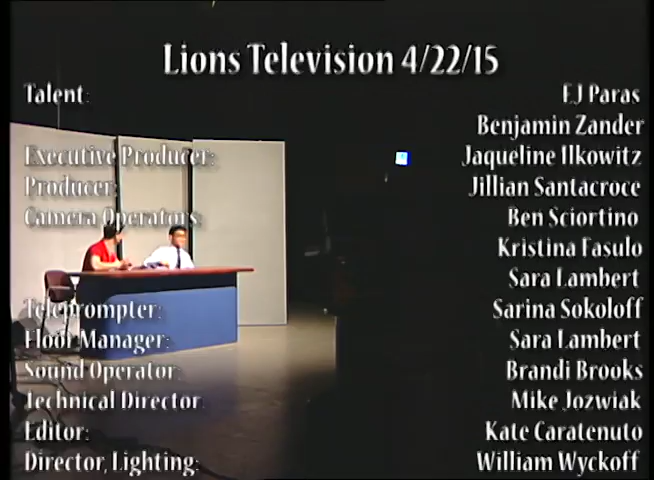 Lions Television 4/22/15
Talent: EJ Paras
Benjamin Zander
Executive Producer: Jaqueline Ilkowitz
Producer: Jillian Santacroce
Camera Operators: Ben Sciortino
Kristina Fasulo
Sara Lambert
Teleprompter: Sarina Sokoloff
Floor Manager: Sara Lambert
Sound Operator: Brandi Brooks
Technical Director: Mike Jozwiak
Editor: Kate Caratenuto
Director, Lighting: William Wyckoff